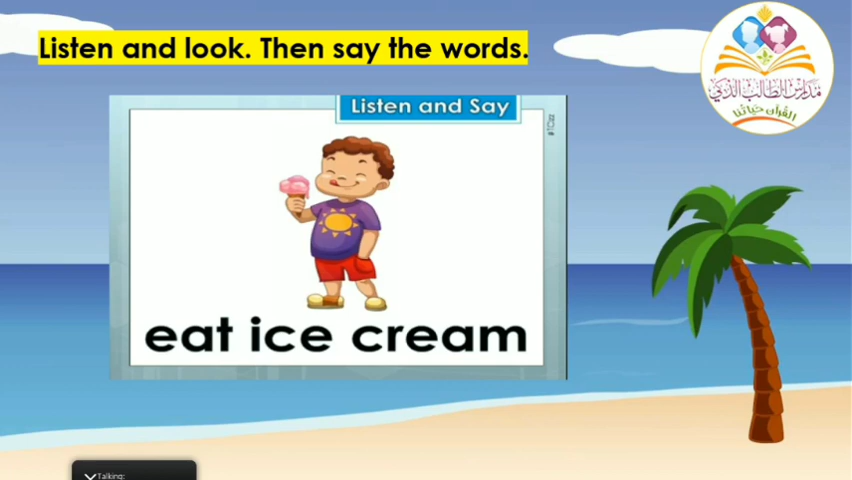 Listen and look. Then say the words.
مدارس الطالب الذكي
القرآن حياتنا
Listen and Say
eat ice cream
Talking: